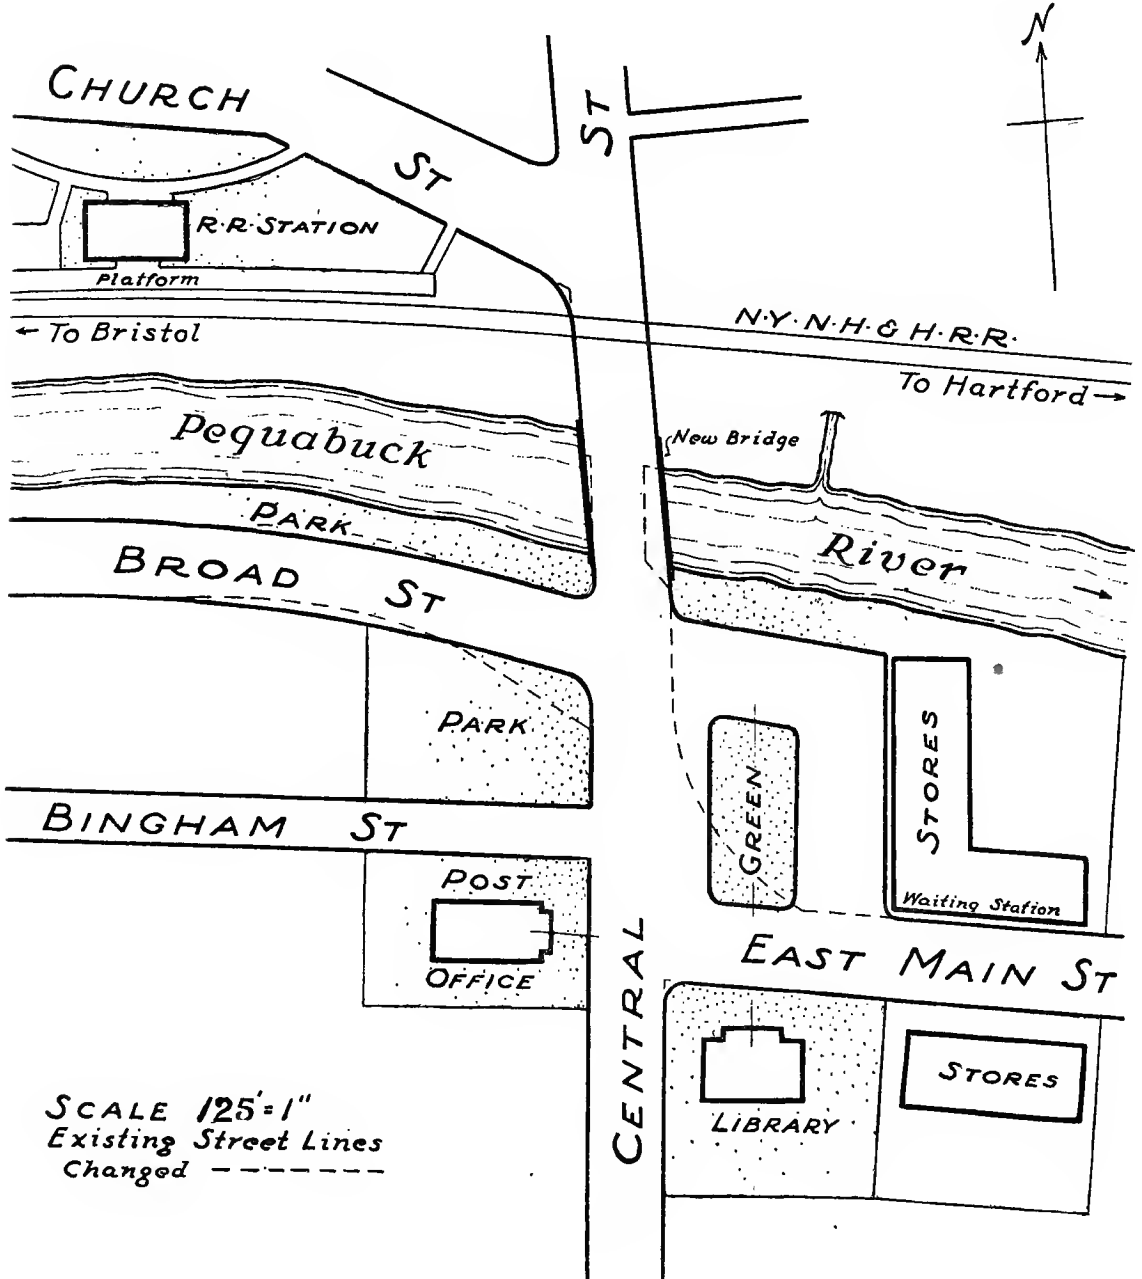 N
CHURCH ST
ST
R.R. STATION
Platform
← To Bristol
N.Y.N.H. & H.R.R.
To Hartford →
Pequabuck
New Bridge
PARK
River
BROAD ST
PARK
STORES
GREEN
BINGHAM ST
POST
OFFICE
Waiting Station
EAST MAIN ST
CENTRAL
STORES
LIBRARY
SCALE 125'=1"
Existing Street Lines
Changed